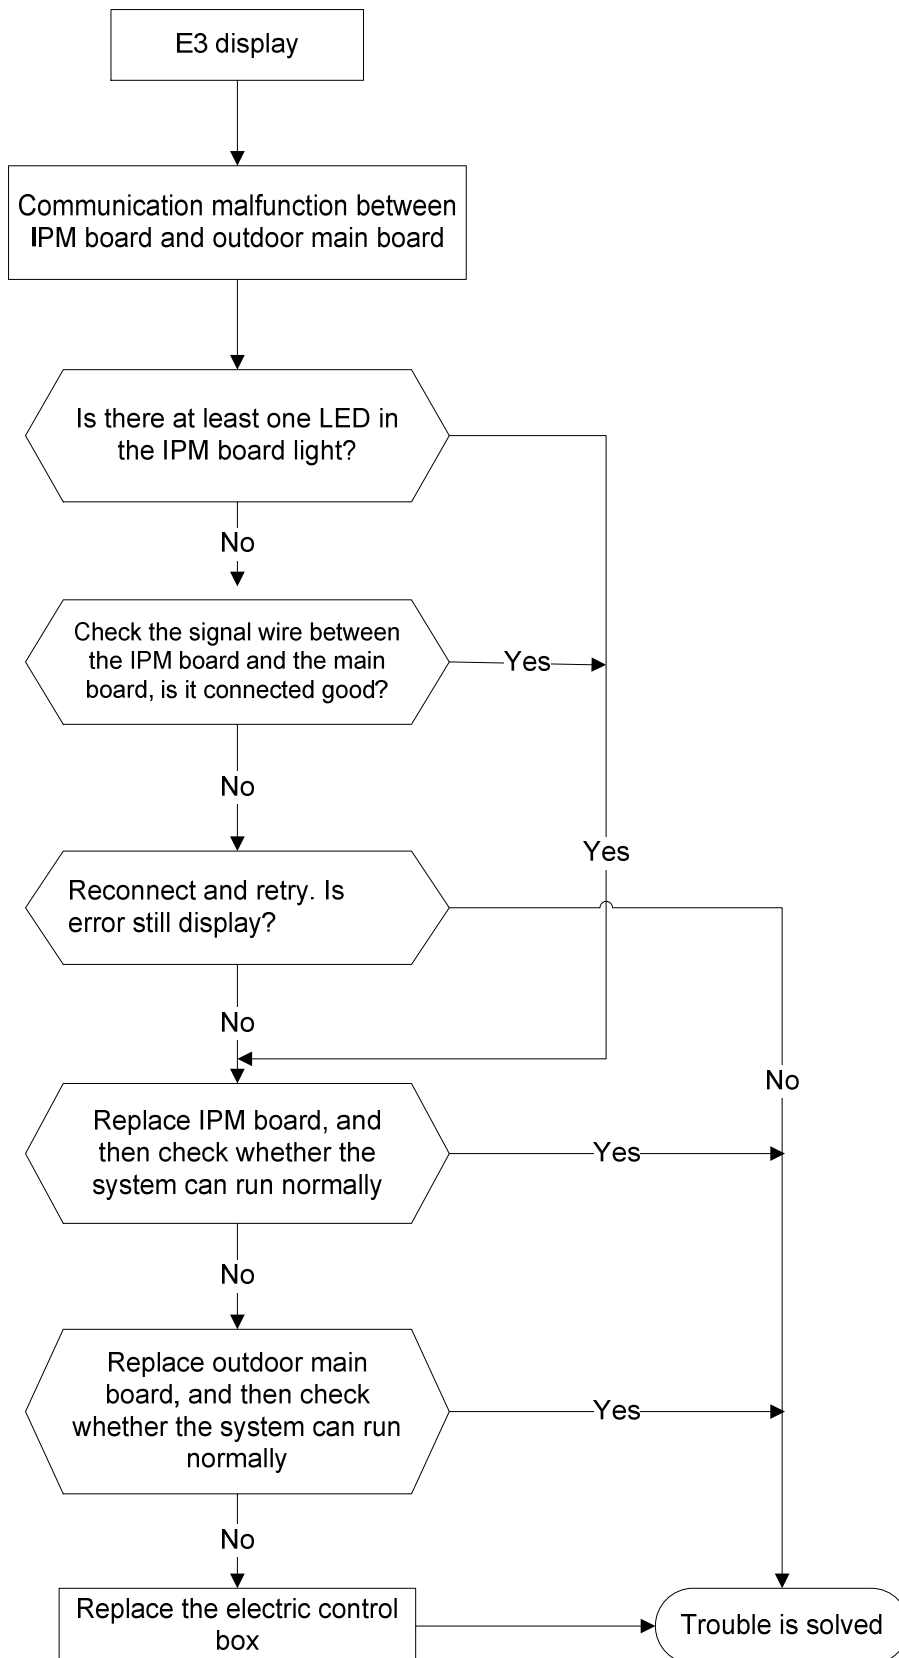 E3 display
Communication malfunction between
IPM board and outdoor main board
Is there at least one LED in
the IPM board light?
No
Check the signal wire between
the IPM board and the main
board, is it connected good?
Yes
No
Yes
Reconnect and retry. Is
error still display?
No
No
Replace IPM board, and
then check whether the
system can run normally
Yes
No
Replace outdoor main
board, and then check
whether the system can run
normally
Yes
No
Replace the electric control
box
Trouble is solved